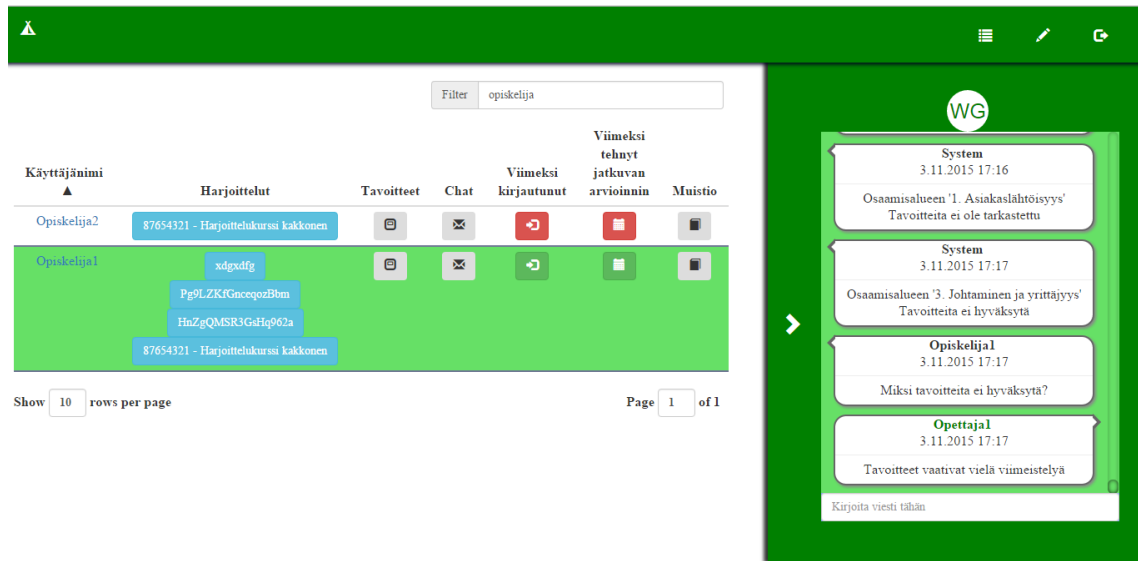 Filter opiskelija
Käyttäjänimi ▲ Harjoittelut Tavoitteet Chat Viimeksi kirjautunut Viimeksi tehnyt jatkuvan arvioinnin Muistio
Opiskelija2 87654321 - Harjoittelukurssi kakkonen
Opiskelija1 xdgxdfg
Pg9LZKfGnceqozBbm
HnZgQMSR3GsHq962a
87654321 - Harjoittelukurssi kakkonen
Show 10 rows per page Page 1 of 1
WG
System
3.11.2015 17:16
Osaamisalueen '1. Asiakaslähtöisyys'
Tavoitteita ei ole tarkastettu
System
3.11.2015 17:17
Osaamisalueen '3. Johtaminen ja yrittäjyys'
Tavoitteita ei hyväksytä
Opiskelija1
3.11.2015 17:17
Miksi tavoitteita ei hyväksytä?
Opettaja1
3.11.2015 17:17
Tavoitteet vaativat vielä viimeistelyä
Kirjoita viesti tähän